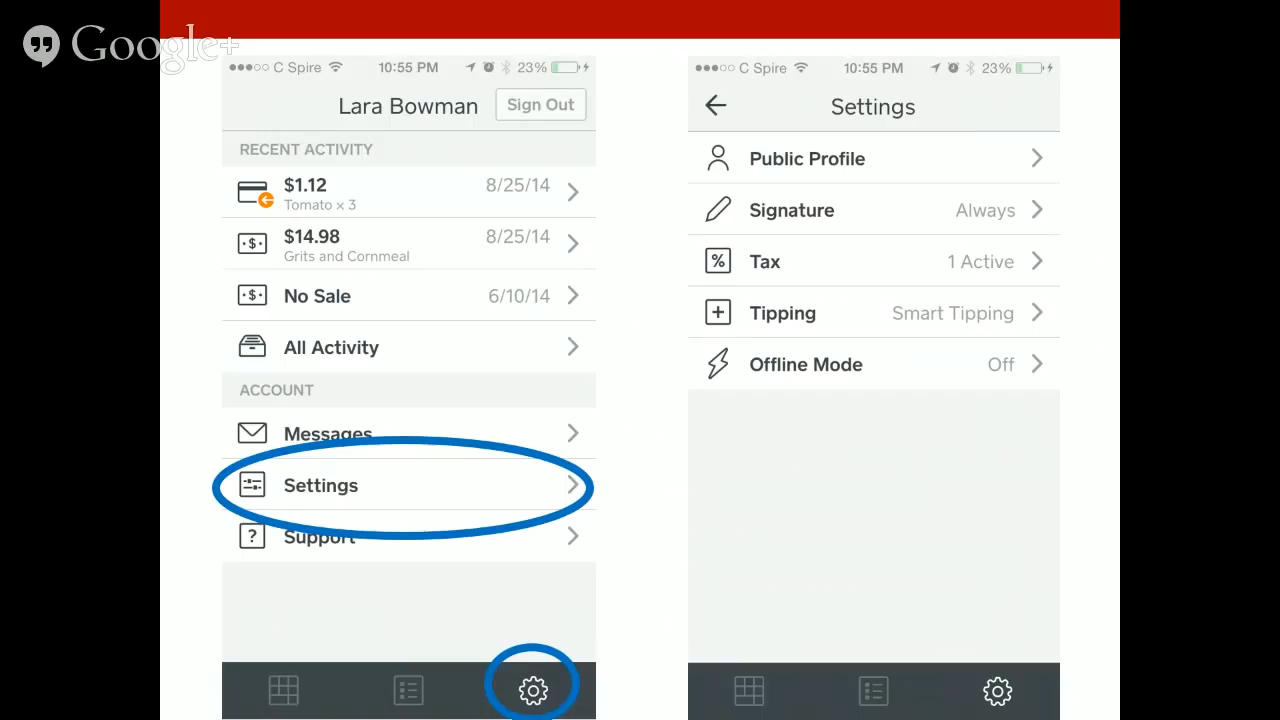 Google+
C Spire 10:55 PM 23%
Lara Bowman Sign Out
RECENT ACTIVITY
$1.12 8/25/14
Tomato × 3
$14.98 8/25/14
Grits and Cornmeal
No Sale 6/10/14
All Activity
ACCOUNT
Messages
Settings
Support
C Spire 10:55 PM 23%
Settings
Public Profile
Signature Always
Tax 1 Active
Tipping Smart Tipping
Offline Mode Off